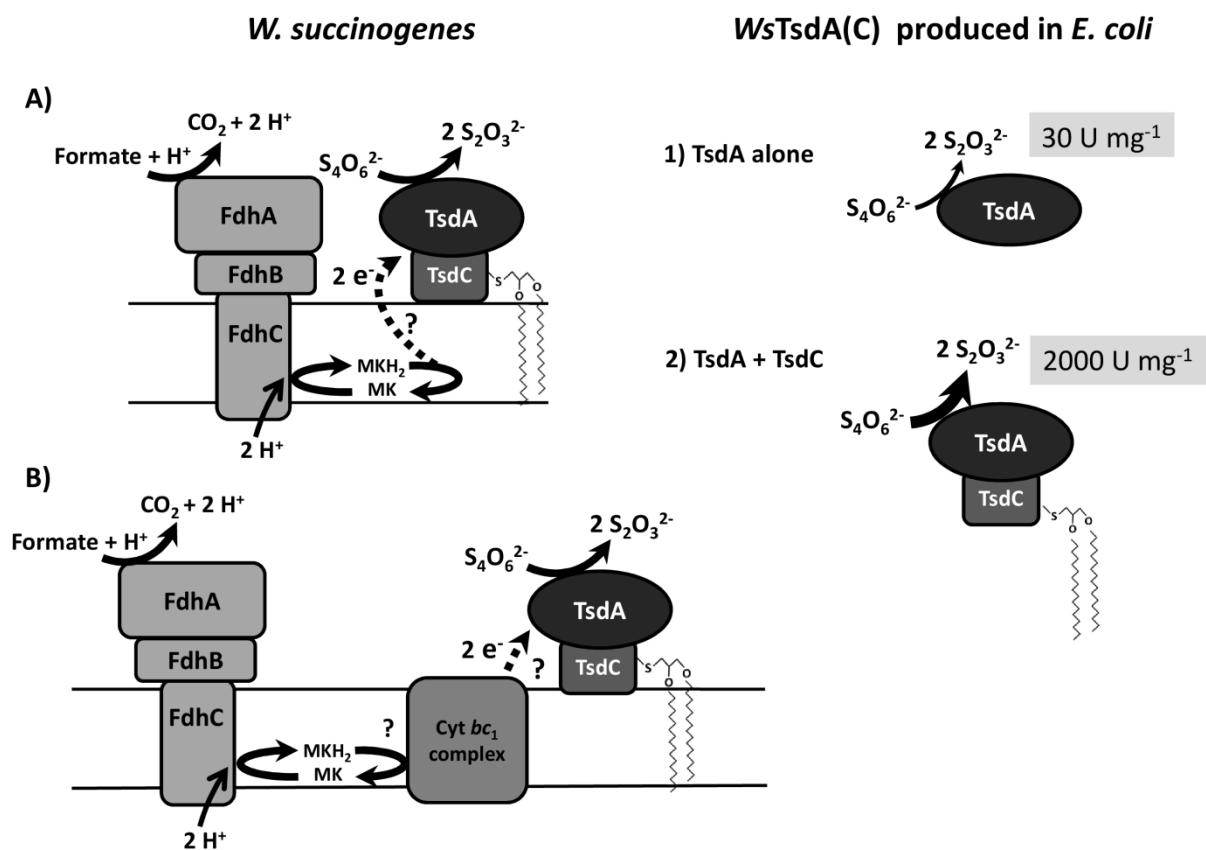 W. succinogenes
WsTsdA(C) produced in E. coli
A)
CO₂ + 2 H⁺
Formate + H⁺
FdhA
FdhB
FdhC
2 H⁺
MKH₂
MK
2 e⁻
?
S₄O₆²⁻
2 S₂O₃²⁻
TsdA
TsdC
S
O
O
1) TsdA alone
S₄O₆²⁻
2 S₂O₃²⁻
30 U mg⁻¹
TsdA
2) TsdA + TsdC
S₄O₆²⁻
2 S₂O₃²⁻
2000 U mg⁻¹
TsdA
TsdC
S
O
O
B)
CO₂ + 2 H⁺
Formate + H⁺
FdhA
FdhB
FdhC
2 H⁺
MKH₂
MK
?
Cyt bc₁
complex
2 e⁻
?
S₄O₆²⁻
2 S₂O₃²⁻
TsdA
TsdC
S
O
O